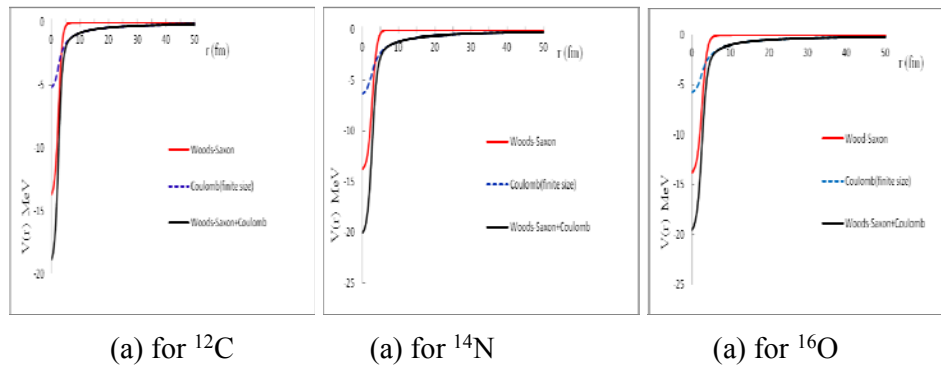 0
-5
-10
-15
-20
0 10 20 30 40 50
r (fm)
V(r) MeV
Woods-Saxon
Coulomb(finite size)
Woods-Saxon+Coulomb
0
-5
-10
-15
-20
-25
0 10 20 30 40 50
r (fm)
V(r) MeV
Woods-Saxon
Coulomb(finite size)
Woods-Saxon+Coulomb
0
-5
-10
-15
-20
-25
0 10 20 30 40 50
r (fm)
V(r) MeV
Wood-Saxon
Coulomb(finite size)
Woods-Saxon+Coulomb
(a) for ¹²C (a) for ¹⁴N (a) for ¹⁶O